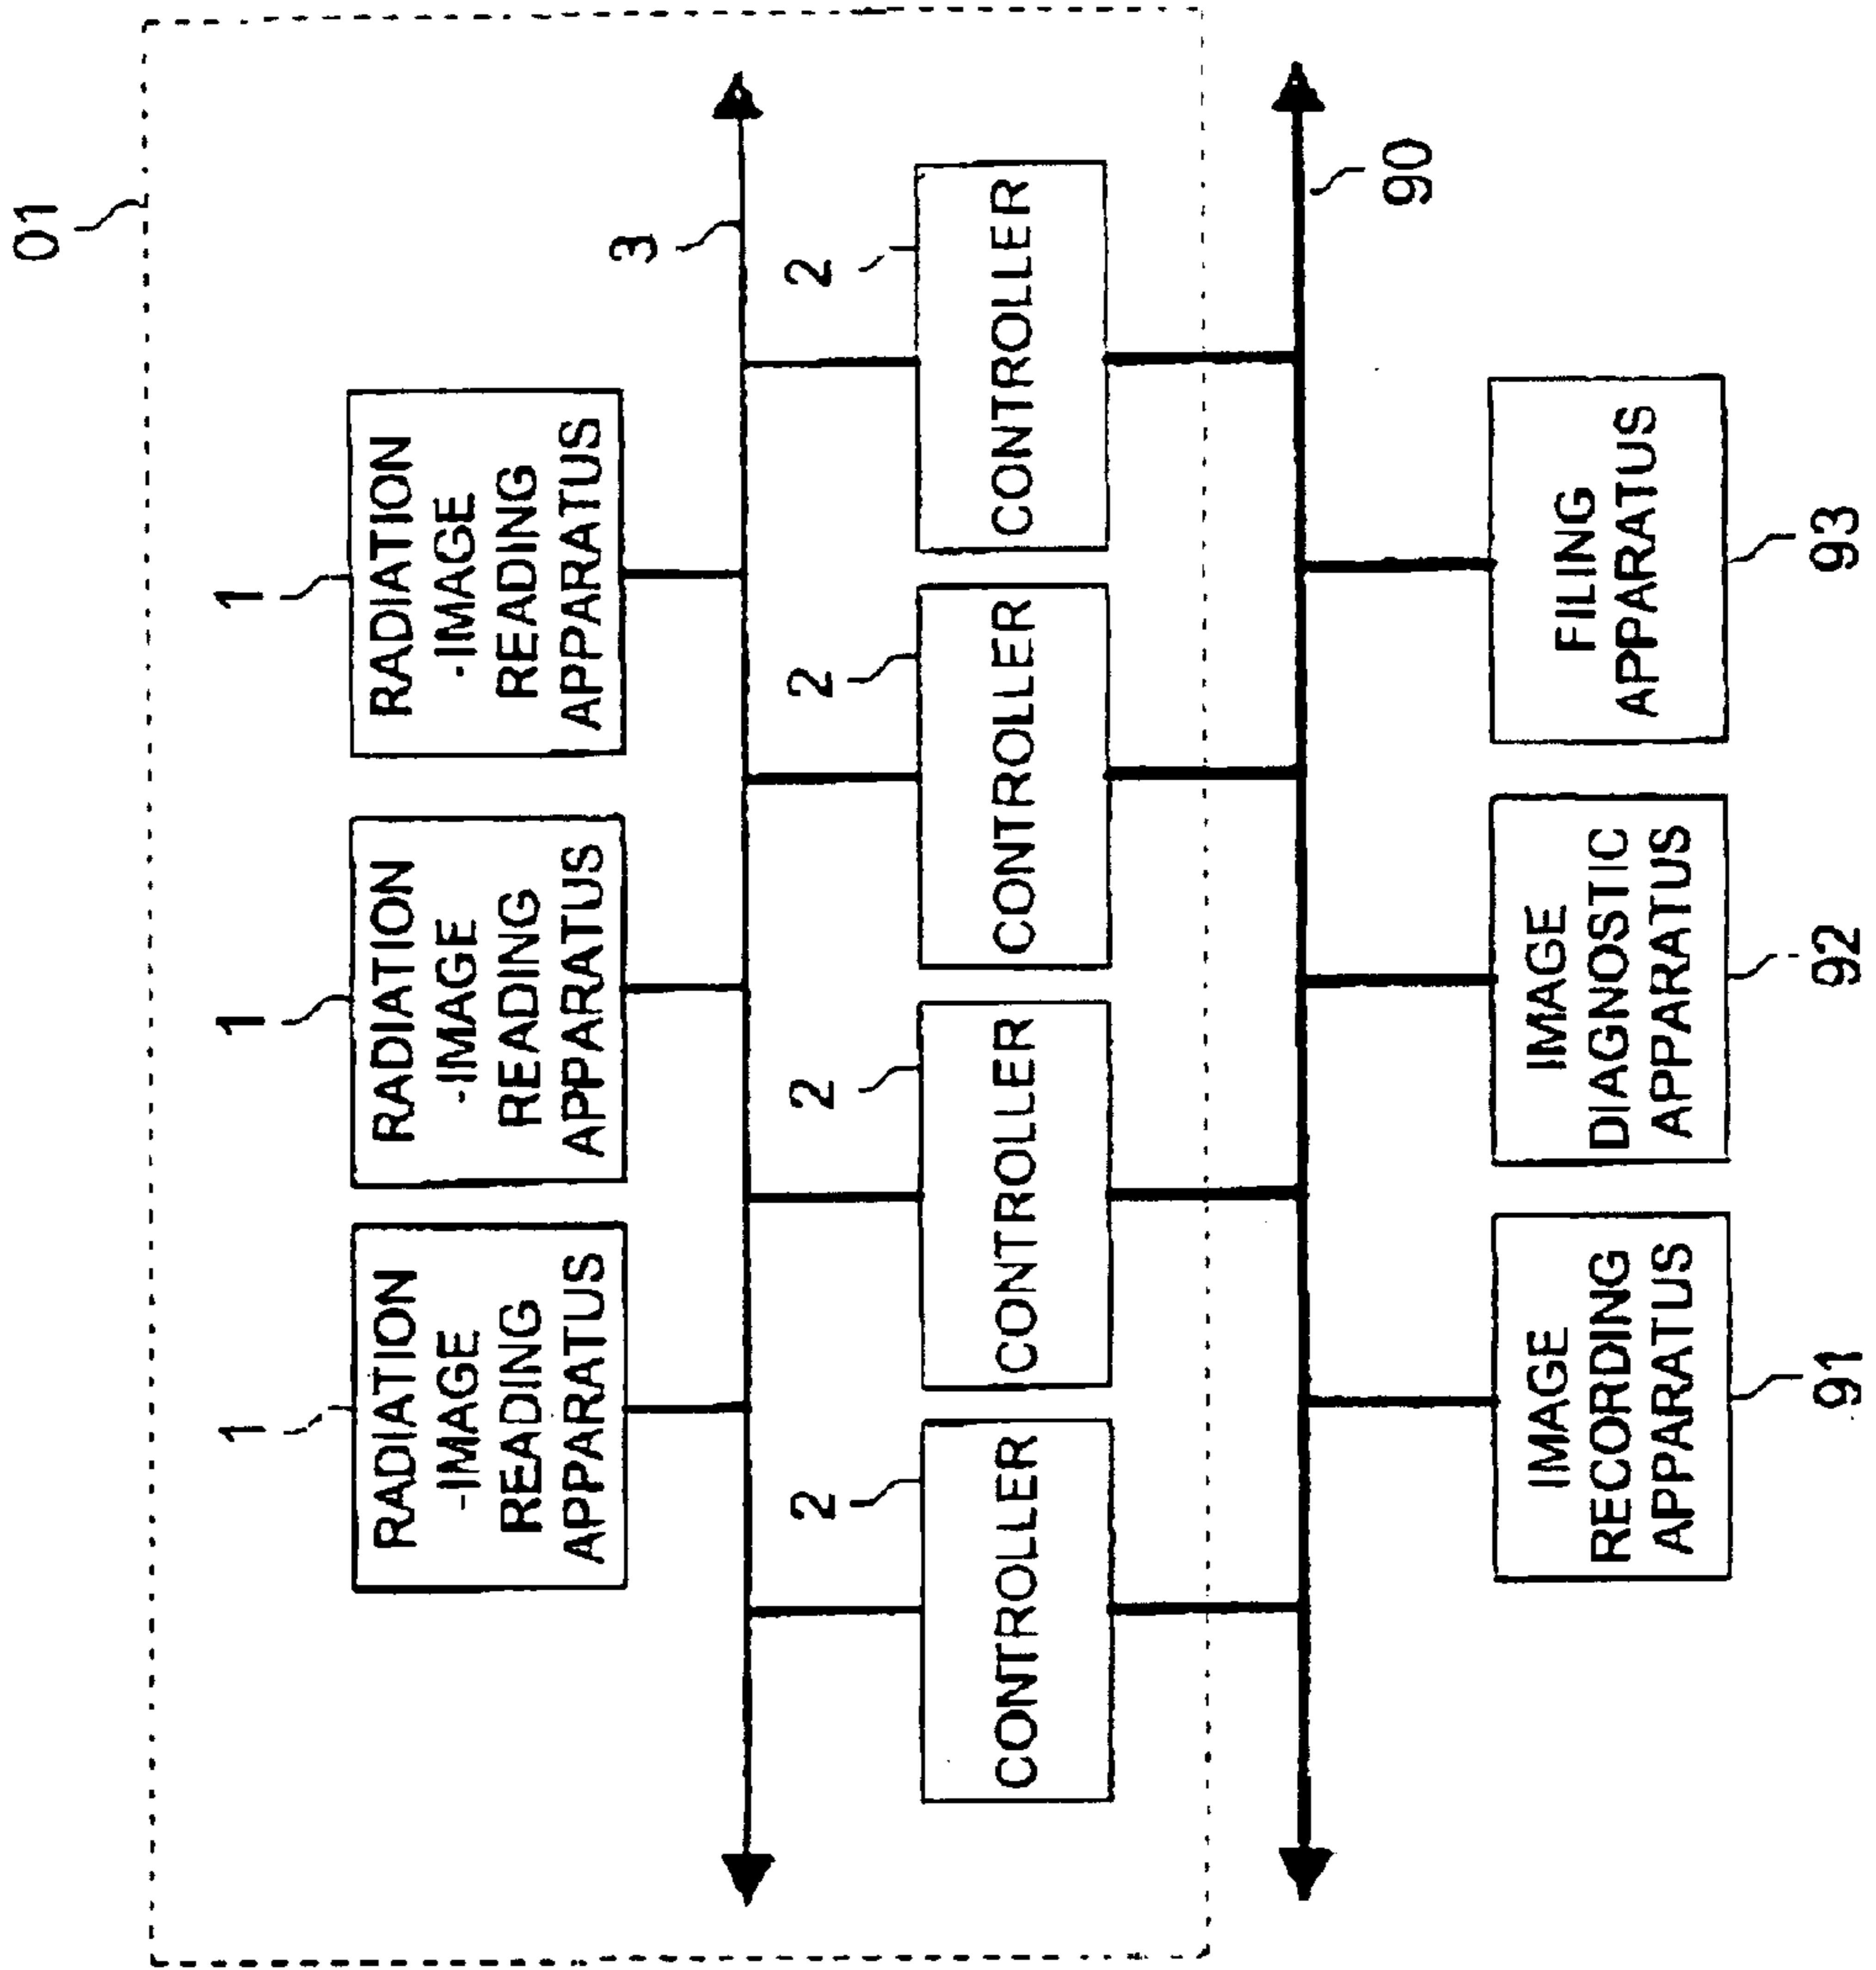 01
1
RADIATION
-IMAGE
READING
APPARATUS
1
RADIATION
-IMAGE
READING
APPARATUS
1
RADIATION
-IMAGE
READING
APPARATUS
3
2
CONTROLLER
2
CONTROLLER
2
CONTROLLER
2
CONTROLLER
90
IMAGE
RECORDING
APPARATUS
91
IMAGE
DIAGNOSTIC
APPARATUS
92
FILING
APPARATUS
93